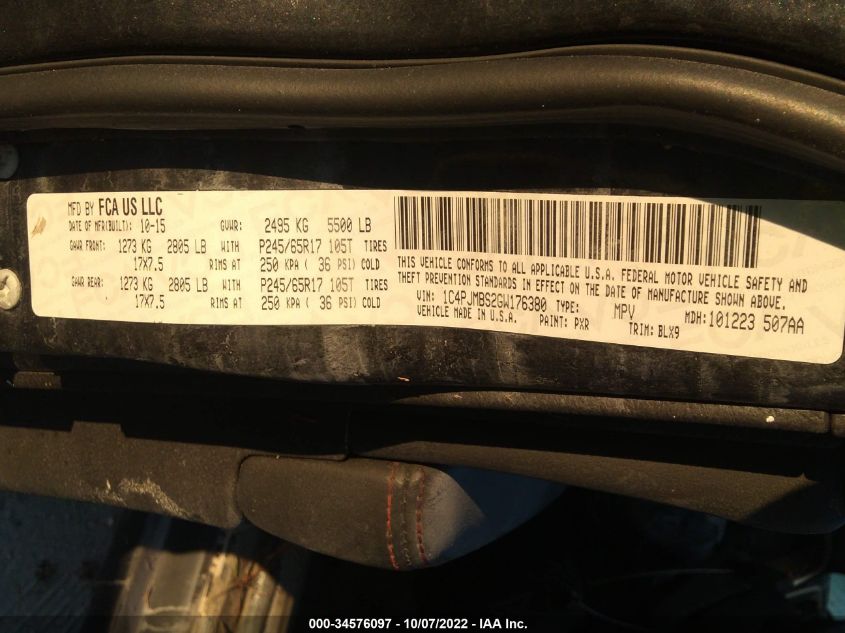 MFD BY FCA US LLC
DATE OF MFR(BUILT): 10-15 GVWR: 2495 KG 5500 LB
GAWR FRONT: 1273 KG 2805 LB WITH P245/65R17 105T TIRES
17X7.5 RIMS AT 250 KPA ( 36 PSI) COLD
GAWR REAR: 1273 KG 2805 LB WITH P245/65R17 105T TIRES
17X7.5 RIMS AT 250 KPA ( 36 PSI) COLD
THIS VEHICLE CONFORMS TO ALL APPLICABLE U.S.A. FEDERAL MOTOR VEHICLE SAFETY AND
THEFT PREVENTION STANDARDS IN EFFECT ON THE DATE OF MANUFACTURE SHOWN ABOVE.
VIN: 1C4PJMBS2GW176380 TYPE: MPV MDH: 101223 507AA
VEHICLE MADE IN U.S.A. PAINT: PXR TRIM: BLX9
000-34576097 - 10/07/2022 - IAA Inc.